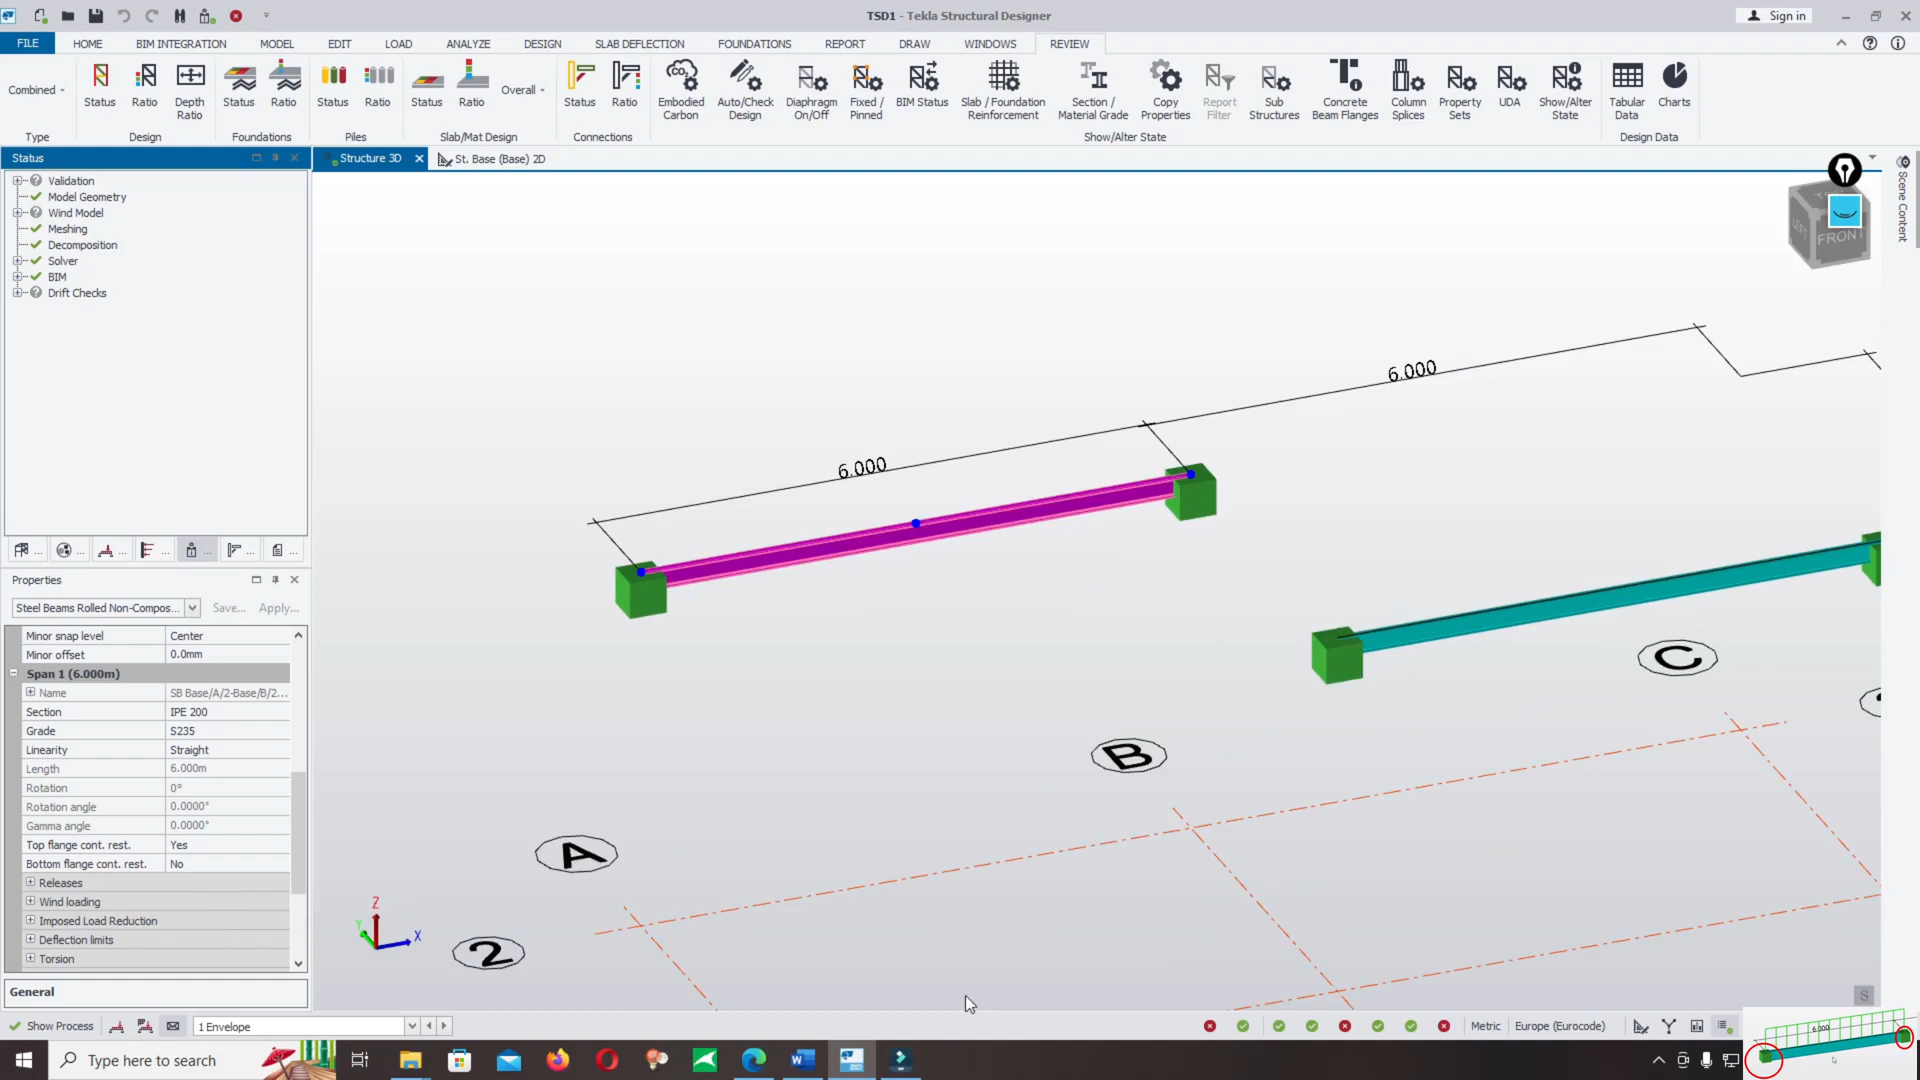 TSD1 - Tekla Structural Designer
Sign in
FILE
HOME
BIM INTEGRATION
MODEL
EDIT
LOAD
ANALYZE
DESIGN
SLAB DEFLECTION
FOUNDATIONS
REPORT
DRAW
WINDOWS
REVIEW
Combined
Status
Ratio
Depth Ratio
Status
Ratio
Status
Ratio
Status
Ratio
Overall
Status
Ratio
Embodied Carbon
Auto/Check Design
Diaphragm On/Off
Fixed / Pinned
BIM Status
Slab / Foundation Reinforcement
Section / Material Grade
Copy Properties
Report Filter
Sub Structures
Concrete Beam Flanges
Column Splices
Property Sets
UDA
Show/Alter State
Tabular Data
Charts
Type
Design
Foundations
Piles
Slab/Mat Design
Connections
Show/Alter State
Design Data
Status
Structure 3D
St. Base (Base) 2D
Validation
Model Geometry
Wind Model
Meshing
Decomposition
Solver
BIM
Drift Checks
Scene Content
LEFT
FRONT
6.000
6.000
A
B
C
2
Z
Y
X
Properties
Steel Beams Rolled Non-Compos...
Save...
Apply...
Minor snap level Center
Minor offset 0.0mm
Span 1 (6.000m)
Name SB Base/A/2-Base/B/2...
Section IPE 200
Grade S235
Linearity Straight
Length 6.000m
Rotation 0°
Rotation angle 0.0000°
Gamma angle 0.0000°
Top flange cont. rest. Yes
Bottom flange cont. rest. No
Releases
Wind loading
Imposed Load Reduction
Deflection limits
Torsion
General
S
Show Process
1 Envelope
Metric
Europe (Eurocode)
6.000
Type here to search